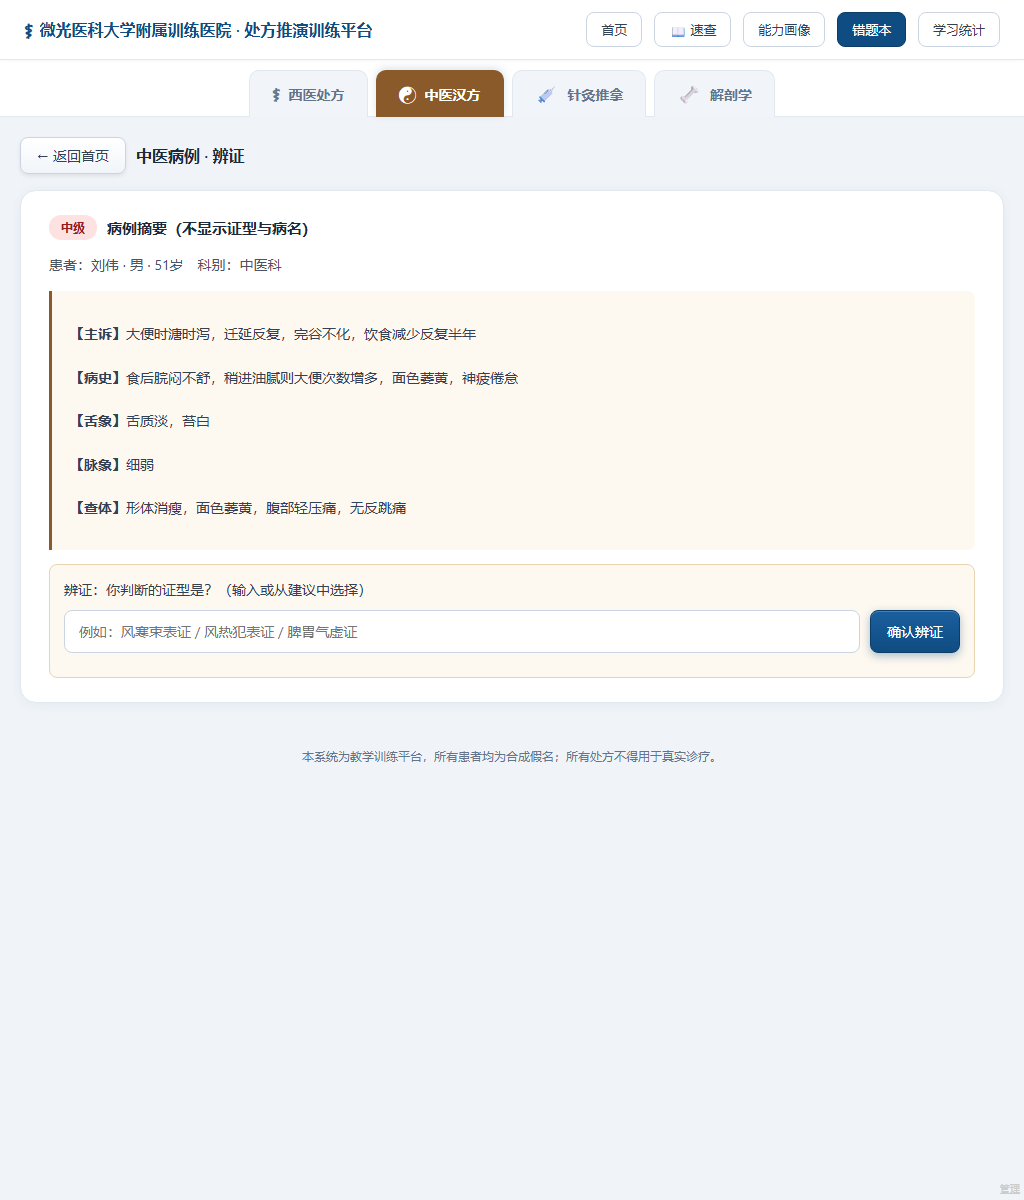 微光医科大学附属训练医院 · 处方推演训练平台
首页
速查
能力画像
错题本
学习统计
西医处方
中医汉方
针灸推拿
解剖学
← 返回首页
中医病例 · 辨证
中级
病例摘要（不显示证型与病名）
患者：刘伟 · 男 · 51岁 科别：中医科
【主诉】大便时溏时泻，迁延反复，完谷不化，饮食减少反复半年
【病史】食后脘闷不舒，稍进油腻则大便次数增多，面色萎黄，神疲倦怠
【舌象】舌质淡，苔白
【脉象】细弱
【查体】形体消瘦，面色萎黄，腹部轻压痛，无反跳痛
辨证：你判断的证型是？（输入或从建议中选择）
例如：风寒束表证 / 风热犯表证 / 脾胃气虚证
确认辨证
本系统为教学训练平台，所有患者均为合成假名；所有处方不得用于真实诊疗。
管理